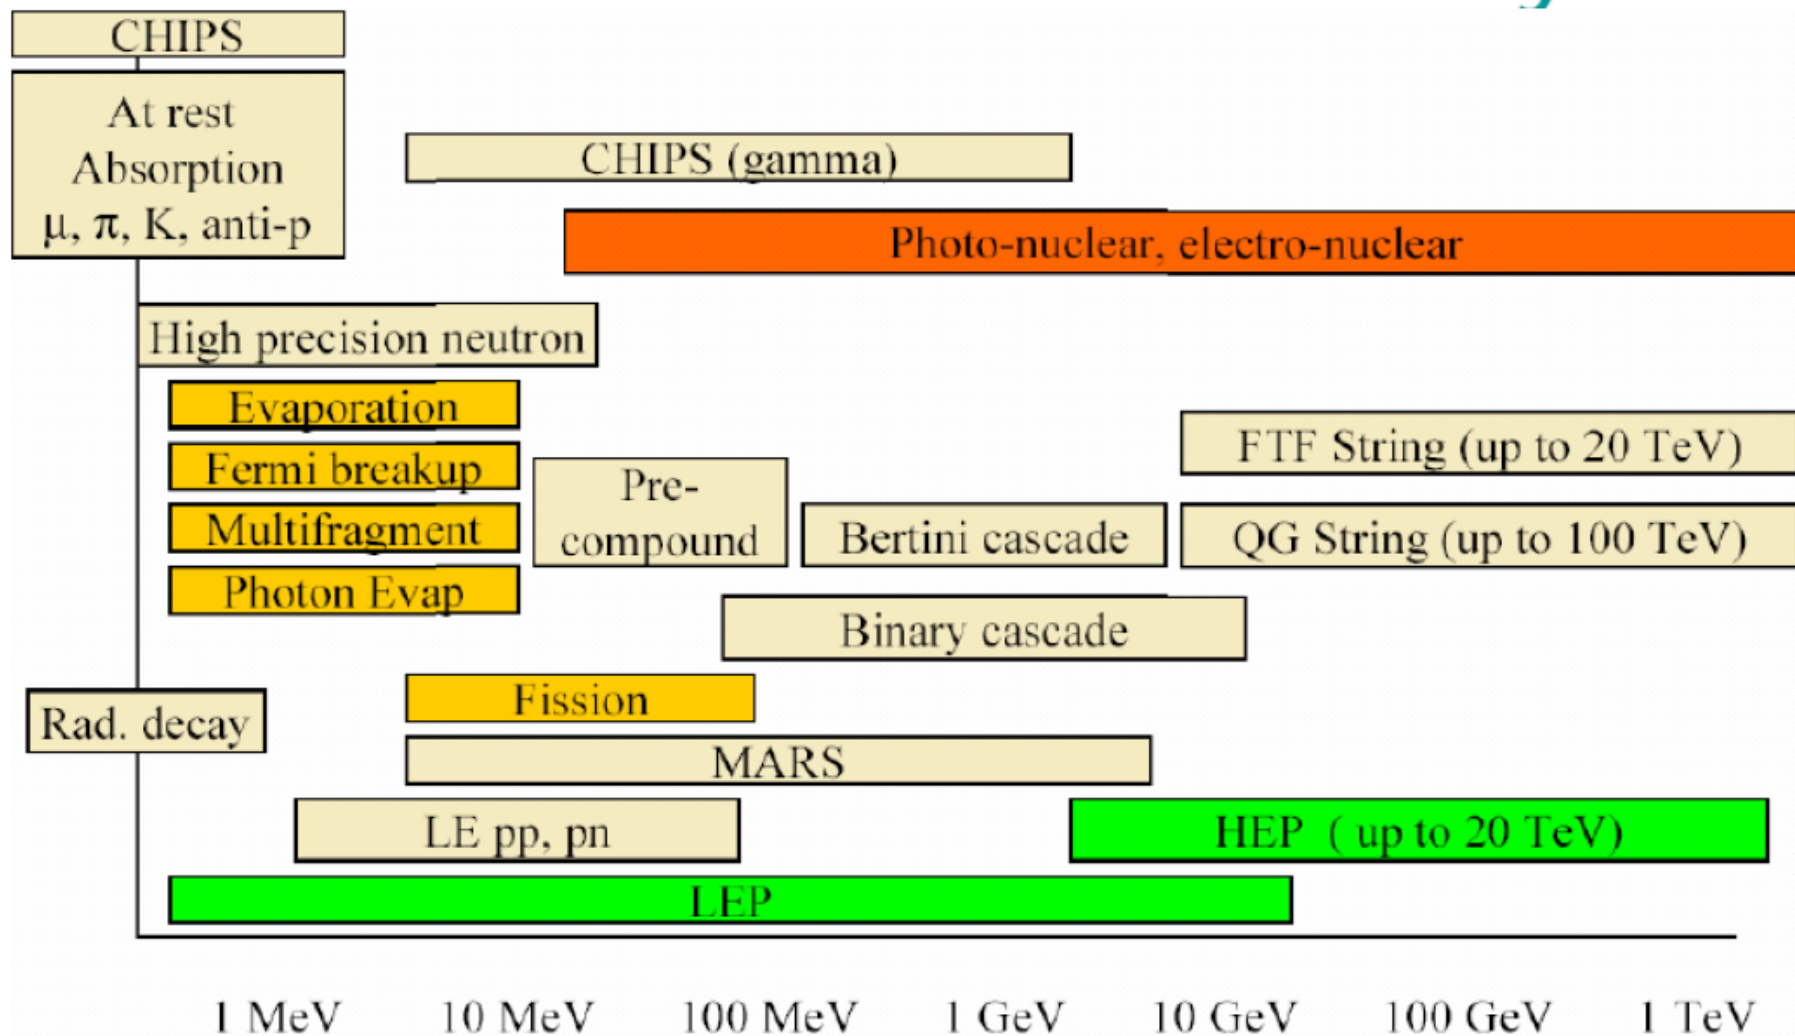 CHIPS
At rest
Absorption
μ, π, K, anti-p
CHIPS (gamma)
Photo-nuclear, electro-nuclear
High precision neutron
Evaporation
Fermi breakup
Multifragment
Photon Evap
Pre-
compound
Bertini cascade
FTF String (up to 20 TeV)
QG String (up to 100 TeV)
Binary cascade
Fission
Rad. decay
MARS
LE pp, pn
HEP ( up to 20 TeV)
LEP
1 MeV 10 MeV 100 MeV 1 GeV 10 GeV 100 GeV 1 TeV